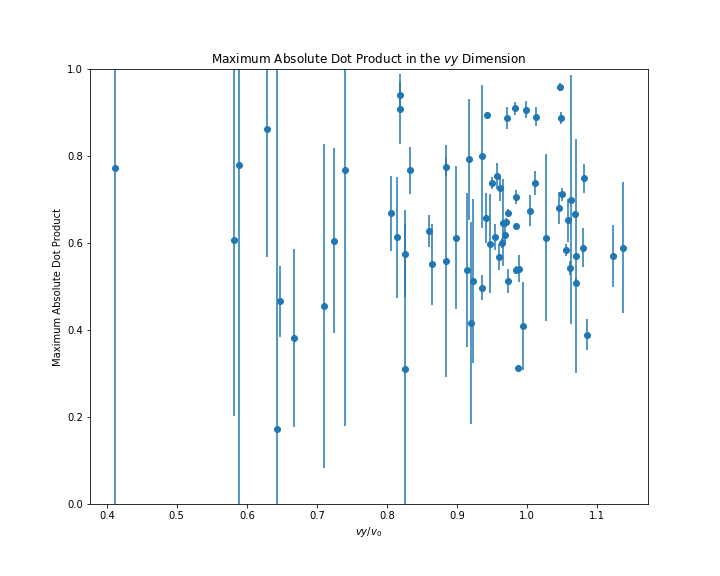 Maximum Absolute Dot Product in the vy Dimension
1.0
0.8
0.6
0.4
0.2
0.0
Maximum Absolute Dot Product
0.4 0.5 0.6 0.7 0.8 0.9 1.0 1.1
vy/v₀